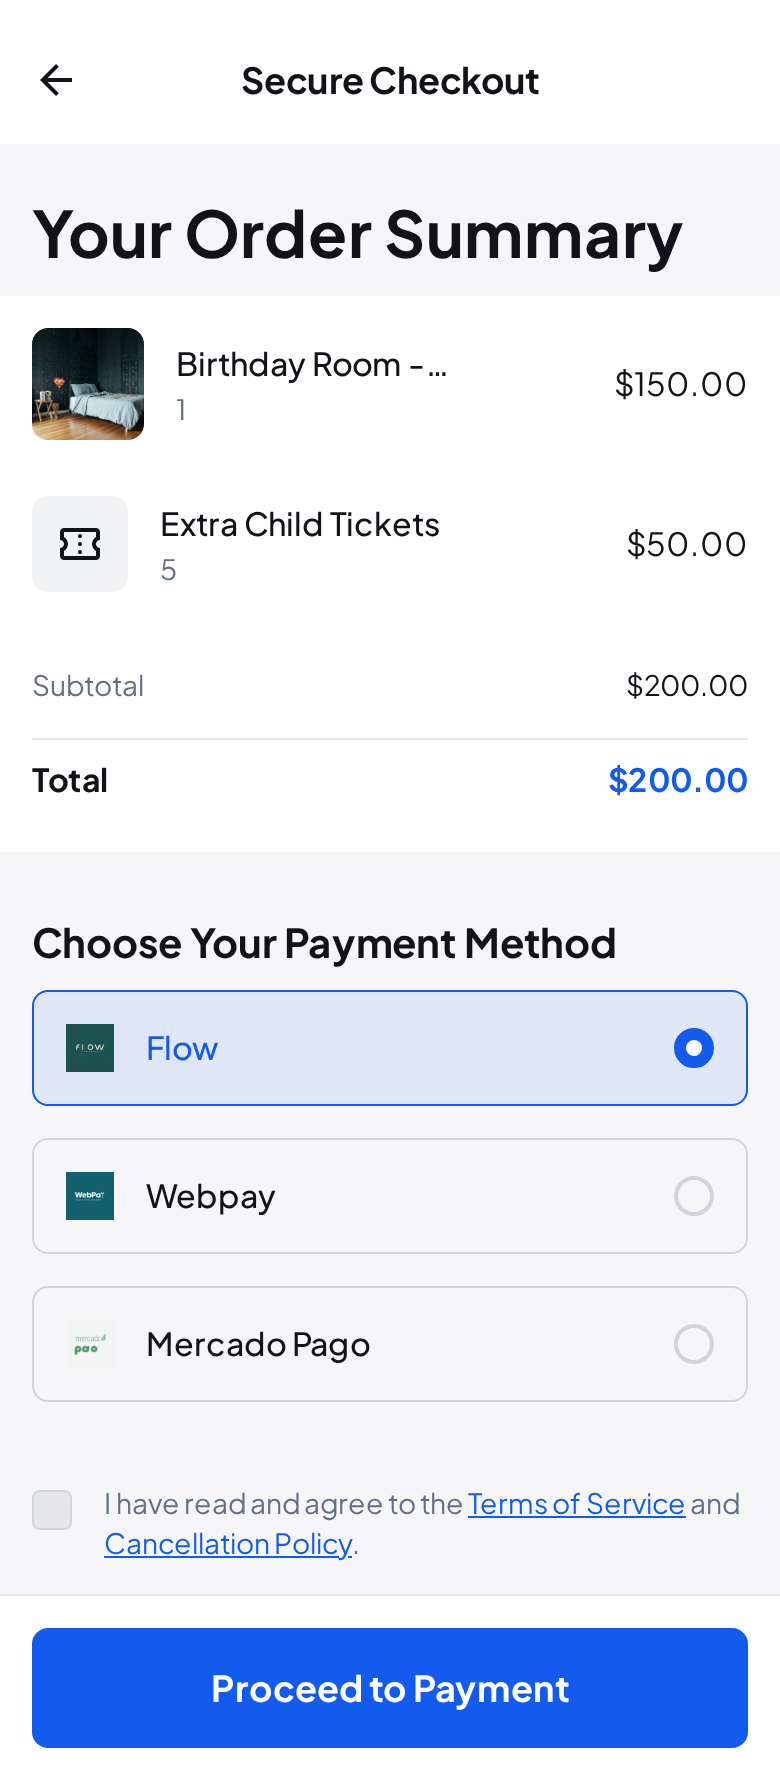 Secure Checkout
Your Order Summary
Birthday Room - ...
1
$150.00
Extra Child Tickets
5
$50.00
Subtotal
$200.00
Total
$200.00
Choose Your Payment Method
FLOW
Flow
WebPay
Webpay
mercado
pago
Mercado Pago
I have read and agree to the Terms of Service and
Cancellation Policy.
Proceed to Payment